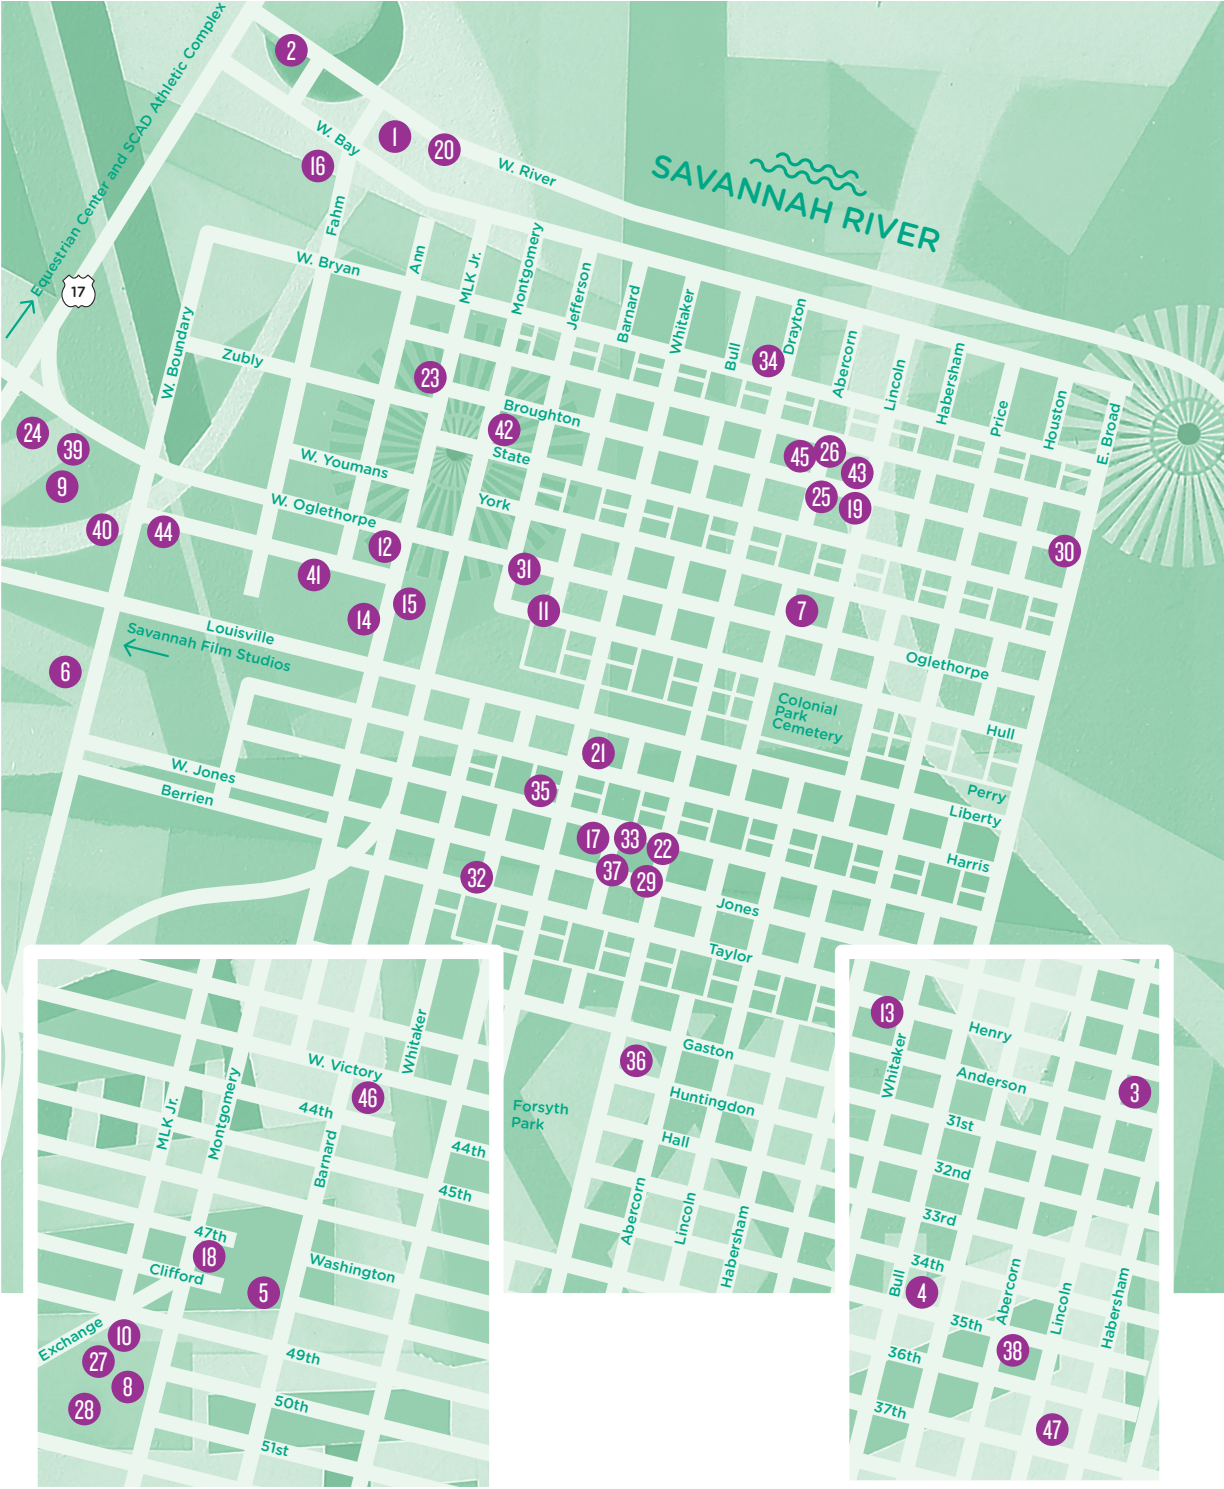 Equestrian Center and SCAD Athletic Complex
2
1
20
W. Bay
16
W. River
SAVANNAH RIVER
Fahm
17
W. Bryan
Ann
MLK Jr.
Montgomery
Jefferson
Barnard
Whitaker
Bull
Drayton
34
Abercorn
Lincoln
Habersham
Price
Houston
E. Broad
W. Boundary
Zubly
23
Broughton
42
State
24
39
9
W. Youmans
York
45
26
43
25
19
W. Oglethorpe
40
44
12
30
41
31
15
11
14
7
Louisville
Savannah Film Studios
6
Oglethorpe
Colonial
Park
Cemetery
Hull
21
W. Jones
Berrien
35
Perry
Liberty
17
33
22
Harris
37
29
32
Jones
Taylor
36
Gaston
Huntingdon
Forsyth
Park
Hall
Abercorn
Lincoln
Habersham
Whitaker
W. Victory
46
44th
MLK Jr.
Montgomery
Barnard
44th
45th
47th
18
Clifford
Washington
5
Exchange
10
27
49th
8
28
50th
51st
13
Henry
Whitaker
Anderson
3
31st
32nd
33rd
34th
Bull
4
Abercorn
Lincoln
Habersham
35th
38
36th
37th
47